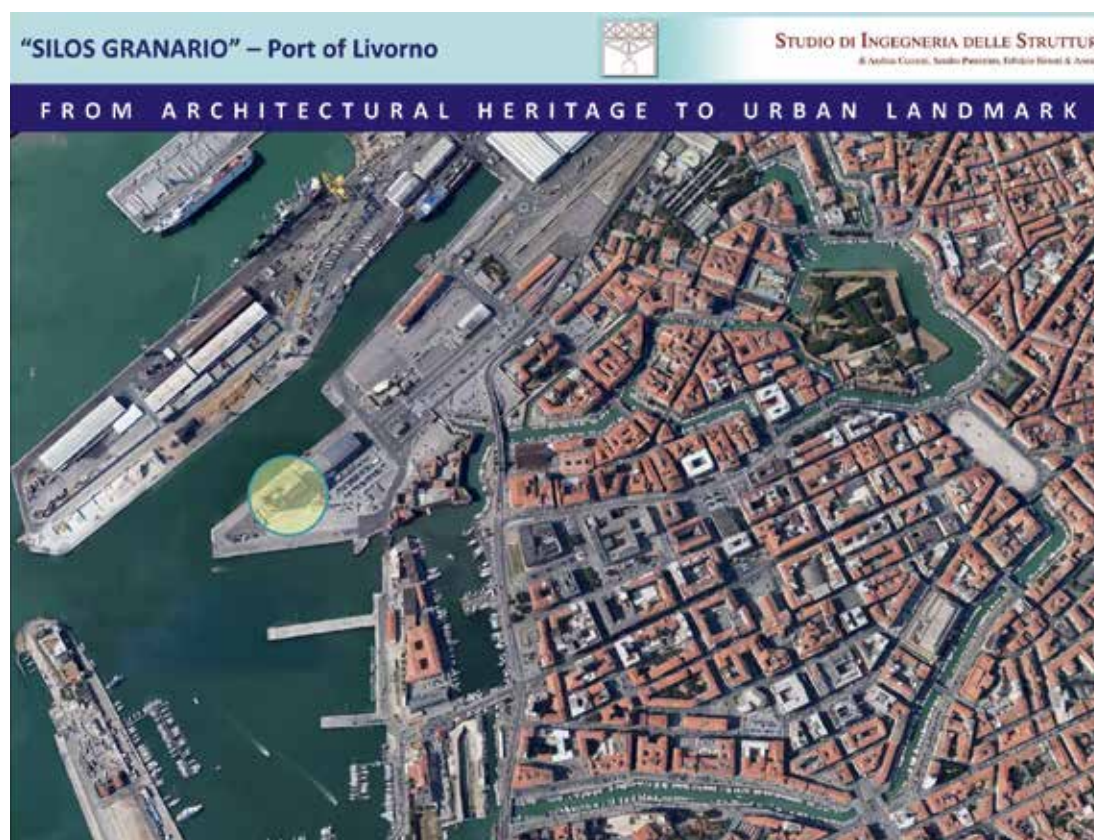 "SILOS GRANARIO" – Port of Livorno
STUDIO DI INGEGNERIA DELLE STRUTTUR
FROM ARCHITECTURAL HERITAGE TO URBAN LANDMARK